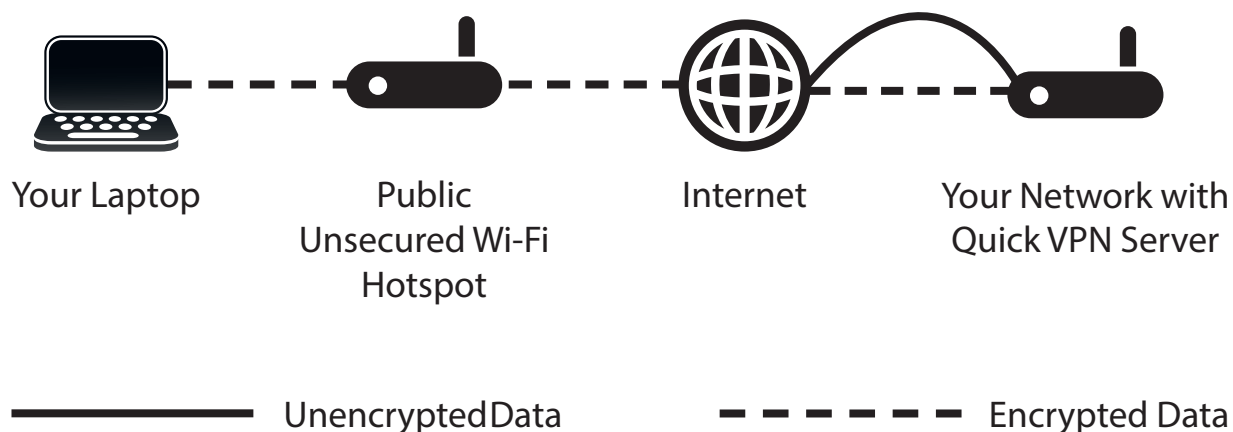 Your Laptop
Public
Unsecured Wi-Fi
Hotspot
Internet
Your Network with
Quick VPN Server
UnencryptedData
Encrypted Data